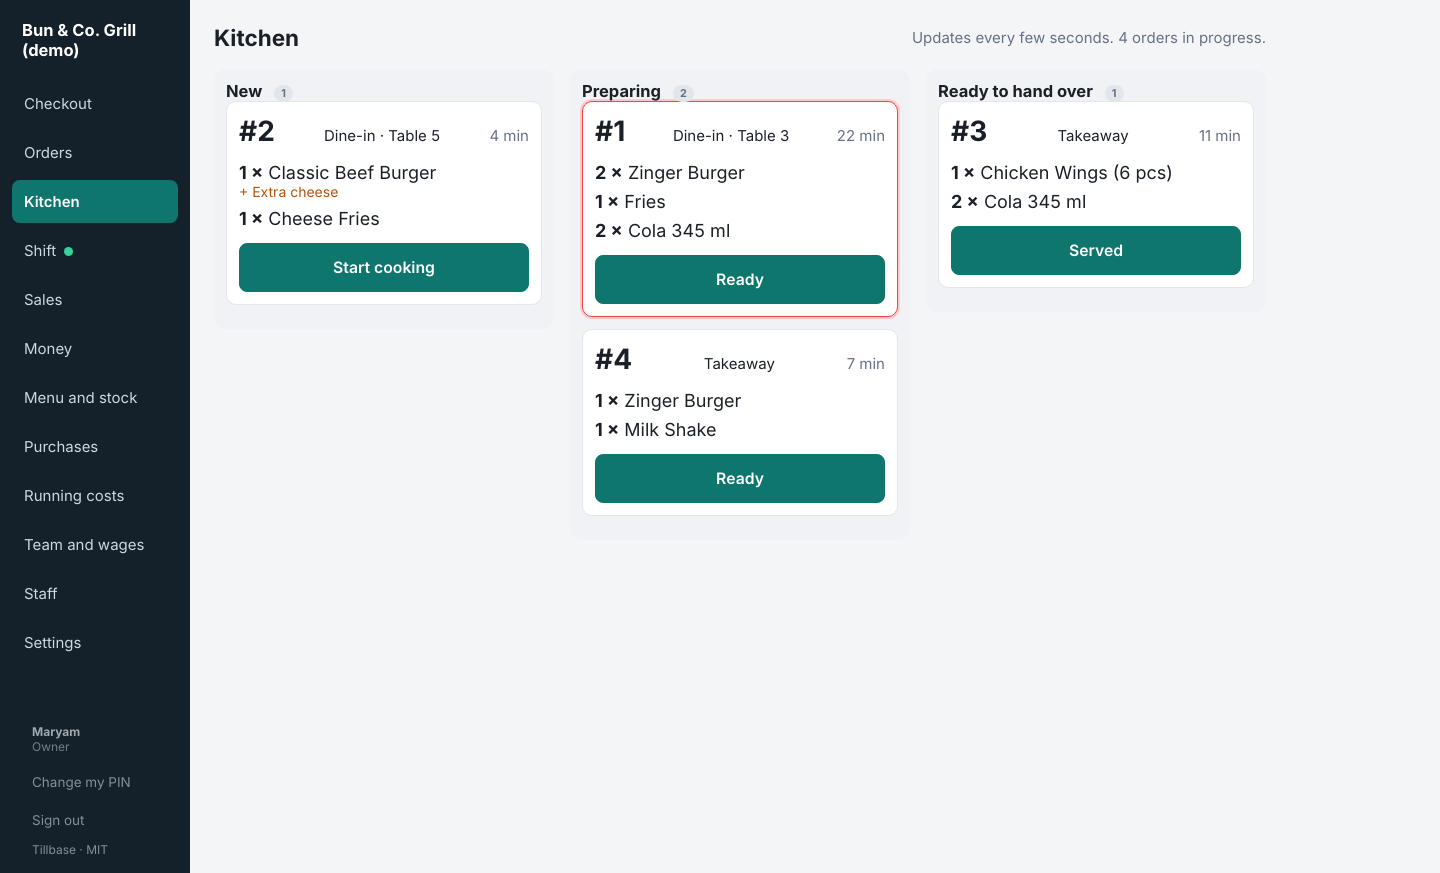 Bun & Co. Grill
(demo)
Checkout
Orders
Kitchen
Shift
Sales
Money
Menu and stock
Purchases
Running costs
Team and wages
Staff
Settings
Maryam
Owner
Change my PIN
Sign out
Tillbase · MIT
Kitchen
Updates every few seconds. 4 orders in progress.
New 1
#2 Dine-in · Table 5 4 min
1 × Classic Beef Burger
+ Extra cheese
1 × Cheese Fries
Start cooking
Preparing 2
#1 Dine-in · Table 3 22 min
2 × Zinger Burger
1 × Fries
2 × Cola 345 ml
Ready
#4 Takeaway 7 min
1 × Zinger Burger
1 × Milk Shake
Ready
Ready to hand over 1
#3 Takeaway 11 min
1 × Chicken Wings (6 pcs)
2 × Cola 345 ml
Served